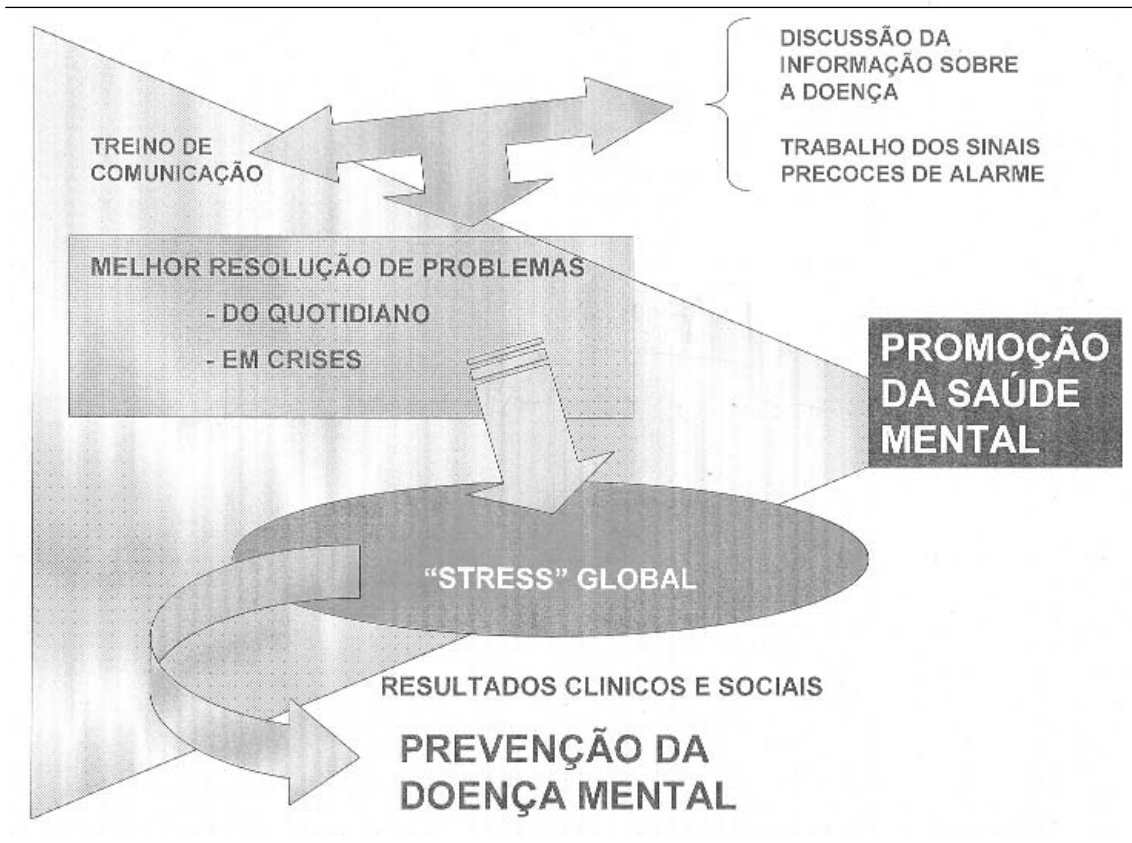 DISCUSSÃO DA
INFORMAÇÃO SOBRE
A DOENÇA
TRABALHO DOS SINAIS
PRECOCES DE ALARME
TREINO DE
COMUNICAÇÃO
MELHOR RESOLUÇÃO DE PROBLEMAS
- DO QUOTIDIANO
- EM CRISES
PROMOÇÃO
DA SAÚDE
MENTAL
“STRESS” GLOBAL
RESULTADOS CLINICOS E SOCIAIS
PREVENÇÃO DA
DOENÇA MENTAL